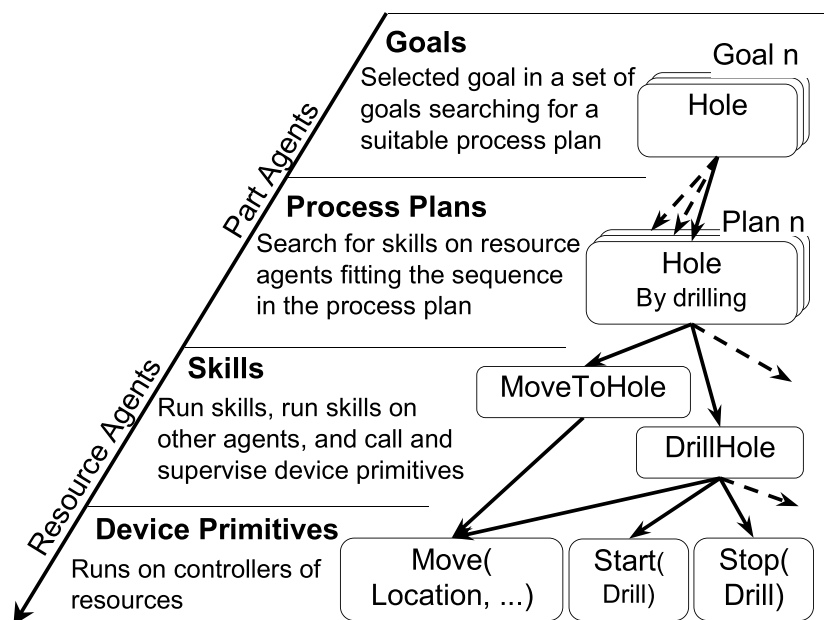 Goals
Selected goal in a set of
goals searching for a
suitable process plan
Goal n
Hole
Part Agents
Process Plans
Search for skills on resource
agents fitting the sequence
in the process plan
Plan n
Hole
By drilling
Resource Agents
Skills
Run skills, run skills on
other agents, and call and
supervise device primitives
MoveToHole
DrillHole
Device Primitives
Runs on controllers of
resources
Move(
Location, ...)
Start(
Drill)
Stop(
Drill)